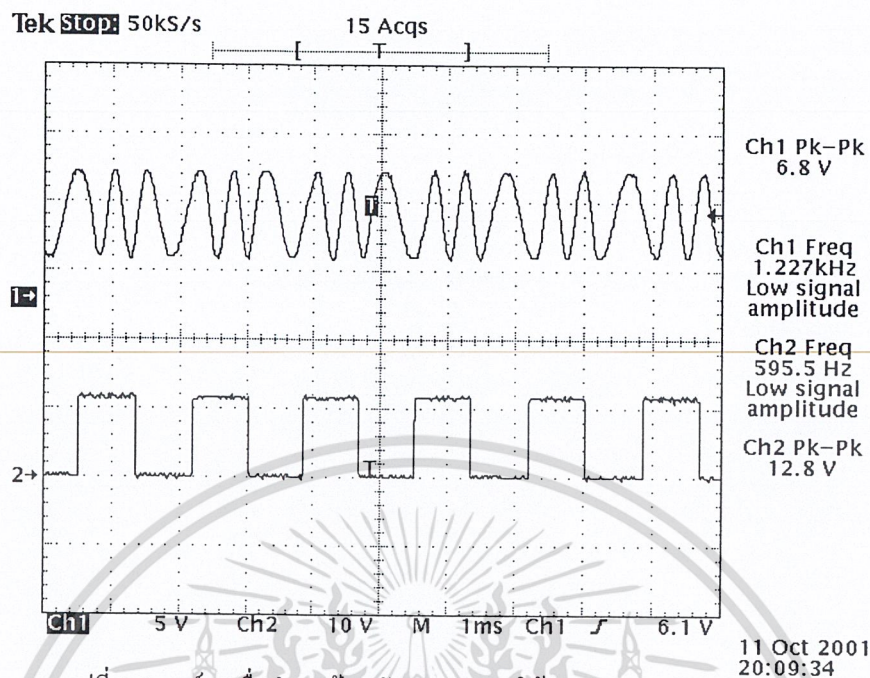 Tek Stop: 50kS/s
15 Acqs
[ T ]
Ch1 Pk-Pk
6.8 V
T
Ch1 Freq
1.227kHz
Low signal
amplitude
1→
Ch2 Freq
595.5 Hz
Low signal
amplitude
Ch2 Pk-Pk
12.8 V
T
2→
Ch1 5 V Ch2 10 V M 1ms Ch1 6.1 V
11 Oct 2001
20:09:34